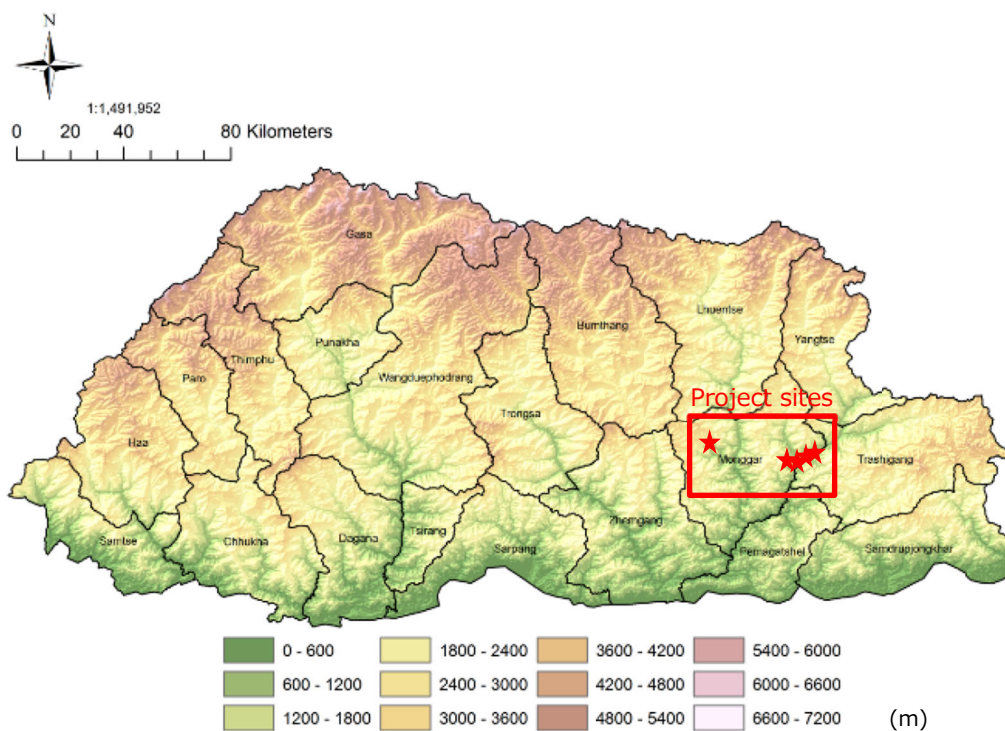 N
1:1,491,952
0 20 40 80 Kilometers
Gasa
Lhuentse
Bumthang
Punakha
Yangtse
Thimphu
Paro
Wangduephodrang
Project sites
Trongsa
Haa
Monggar
Trashigang
Zhemgang
Tsirang
Samtse
Chhukha
Dagana
Sarpang
Pemagatshel
Samdrupjongkhar
0 - 600 1800 - 2400 3600 - 4200 5400 - 6000
600 - 1200 2400 - 3000 4200 - 4800 6000 - 6600
1200 - 1800 3000 - 3600 4800 - 5400 6600 - 7200 (m)